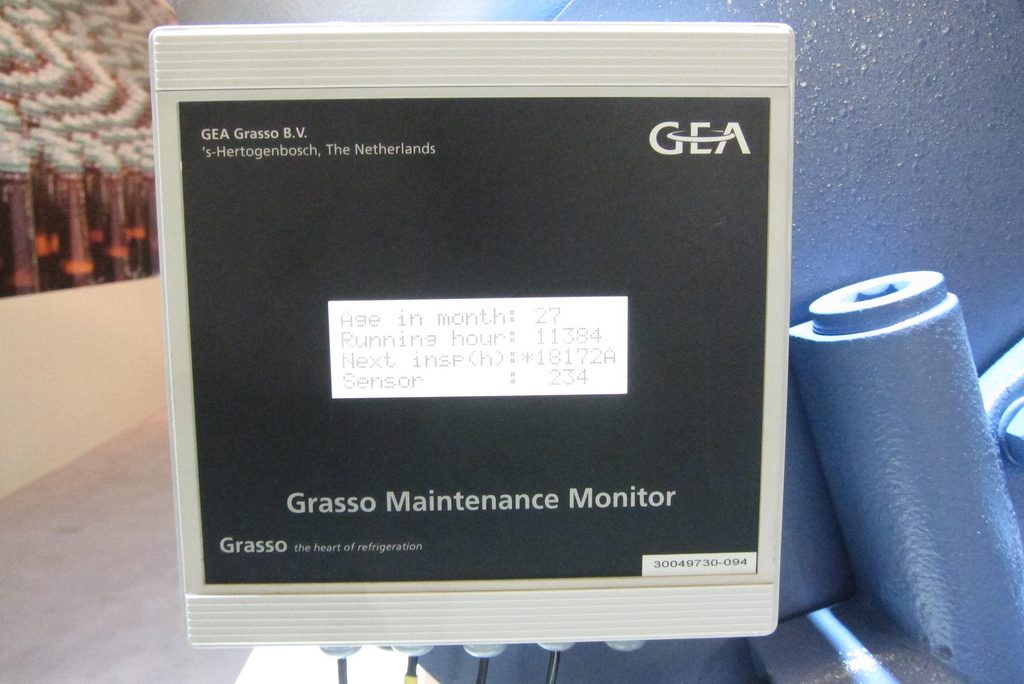 GEA Grasso B.V.
's-Hertogenbosch, The Netherlands
GEA
Age in month: 27
Running hour: 11384
Next insp(h):*18172A
Sensor : 234
Grasso Maintenance Monitor
Grasso the heart of refrigeration
30049730-094